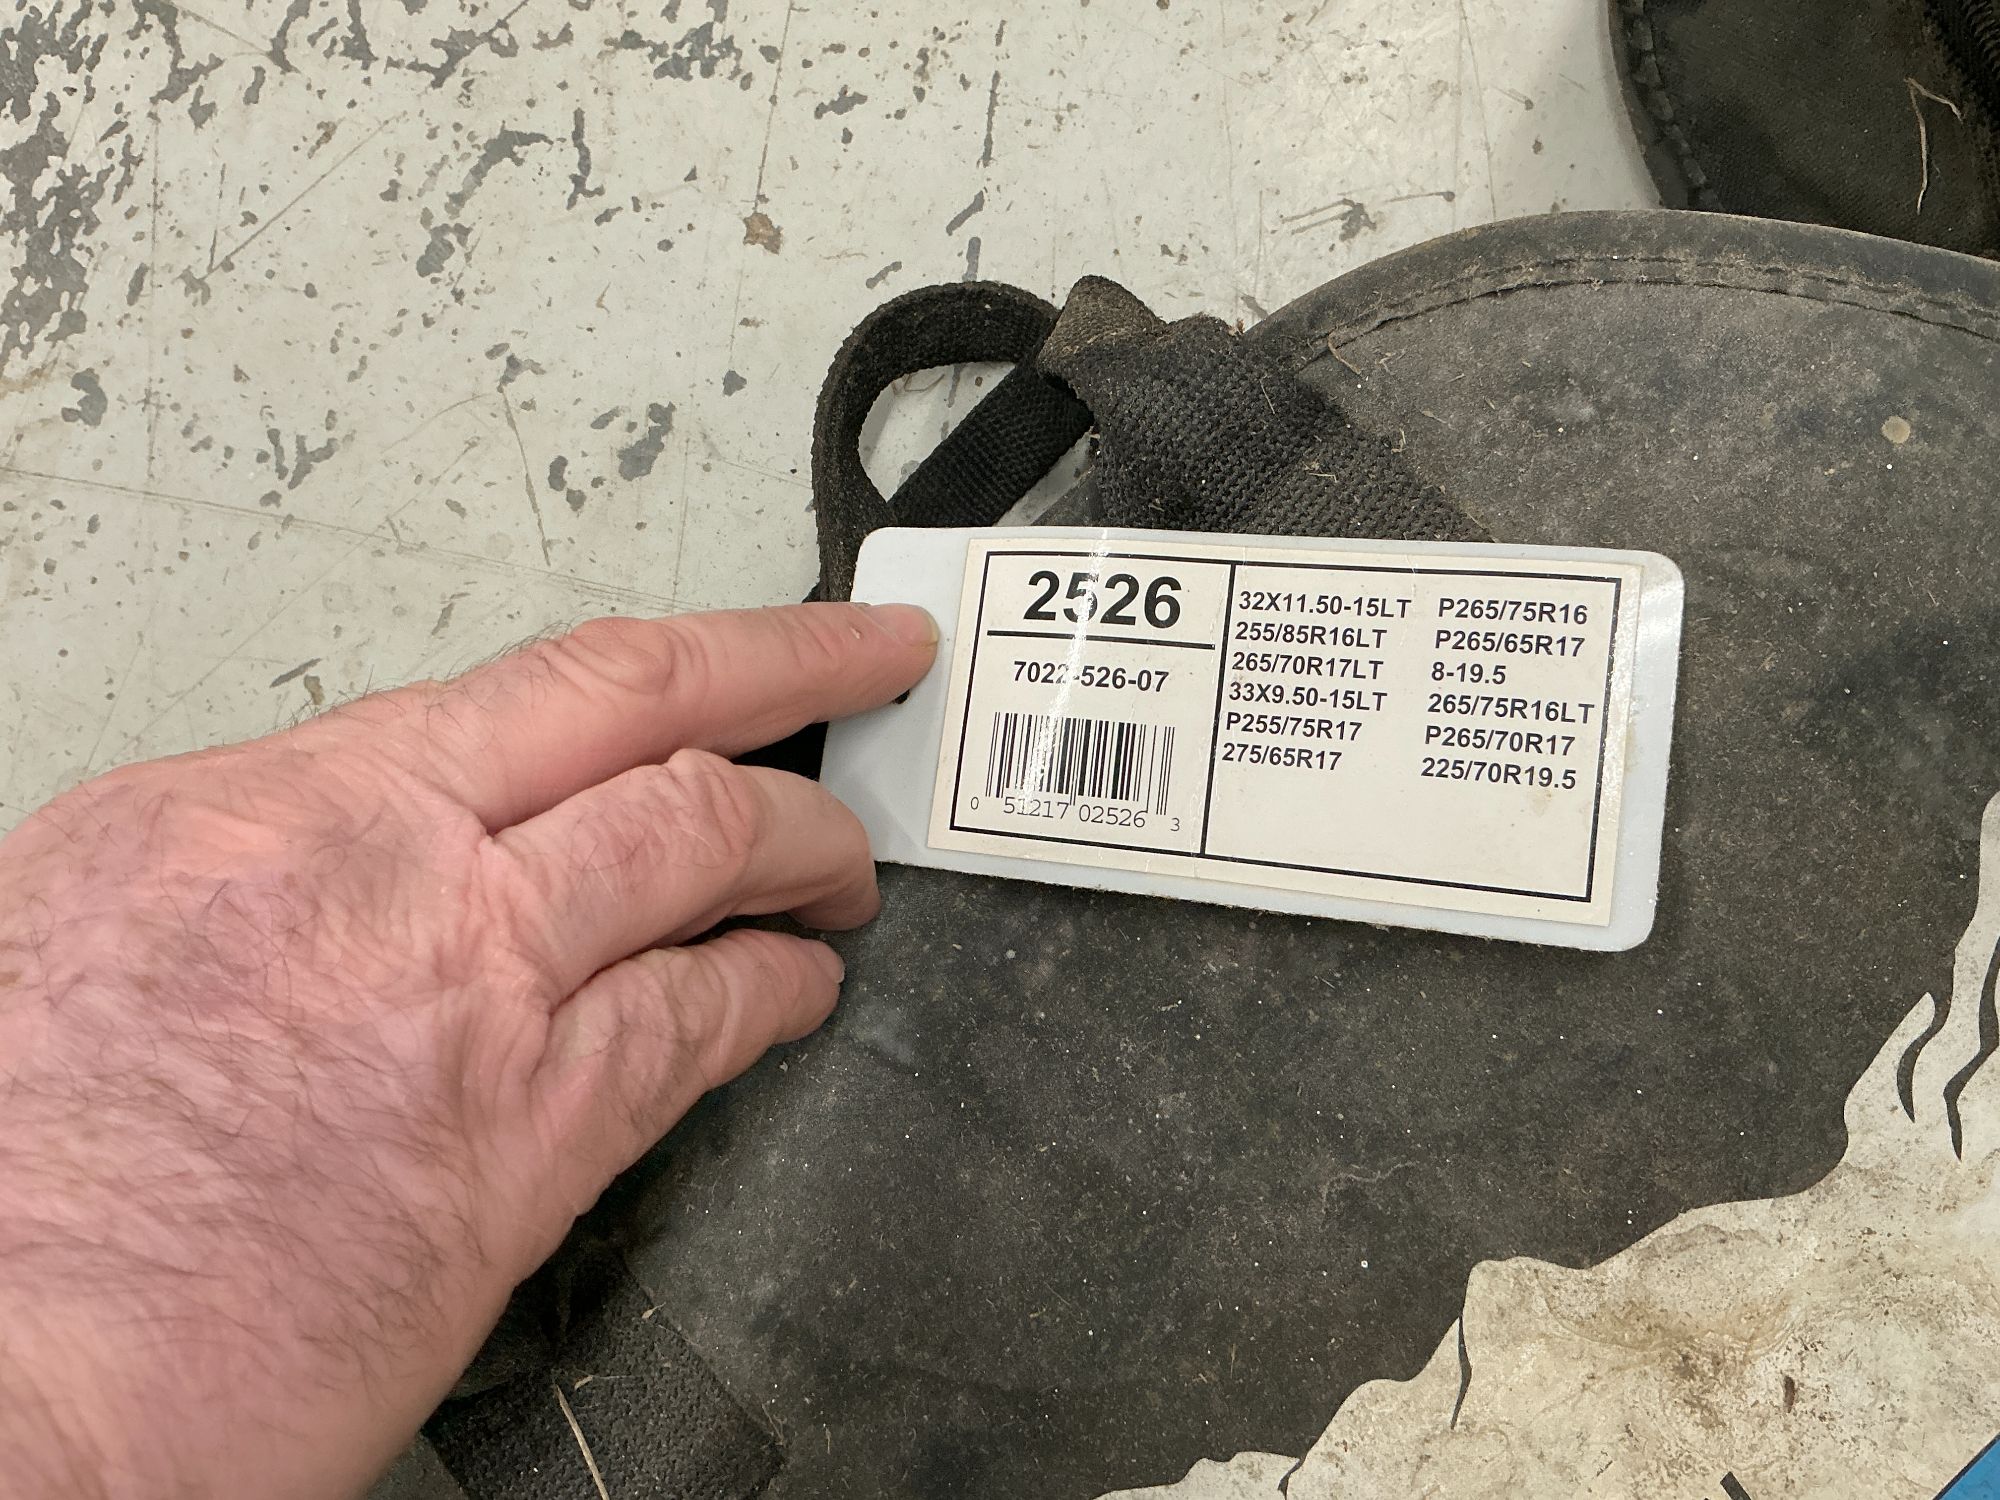 2526
7022-526-07
0 51217 02526 3
32X11.50-15LT
255/85R16LT
265/70R17LT
33X9.50-15LT
P255/75R17
275/65R17
P265/75R16
P265/65R17
8-19.5
265/75R16LT
P265/70R17
225/70R19.5